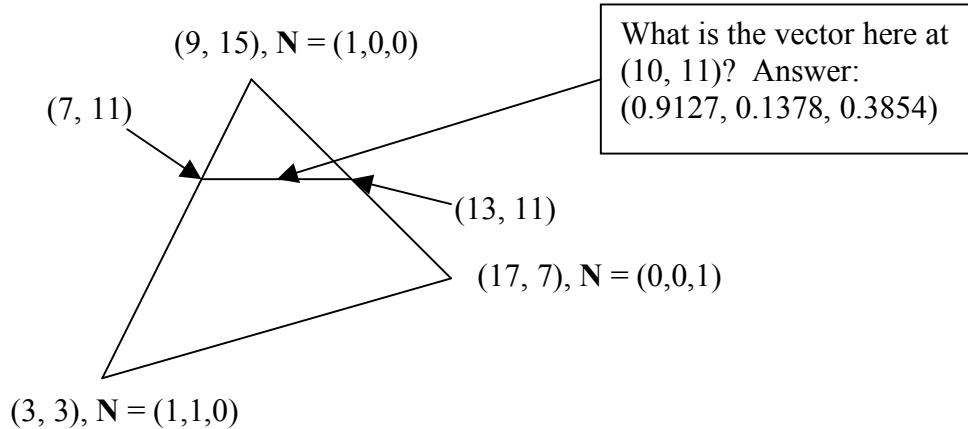 (9, 15), N = (1,0,0)
What is the vector here at
(10, 11)? Answer:
(0.9127, 0.1378, 0.3854)
(7, 11)
(13, 11)
(17, 7), N = (0,0,1)
(3, 3), N = (1,1,0)